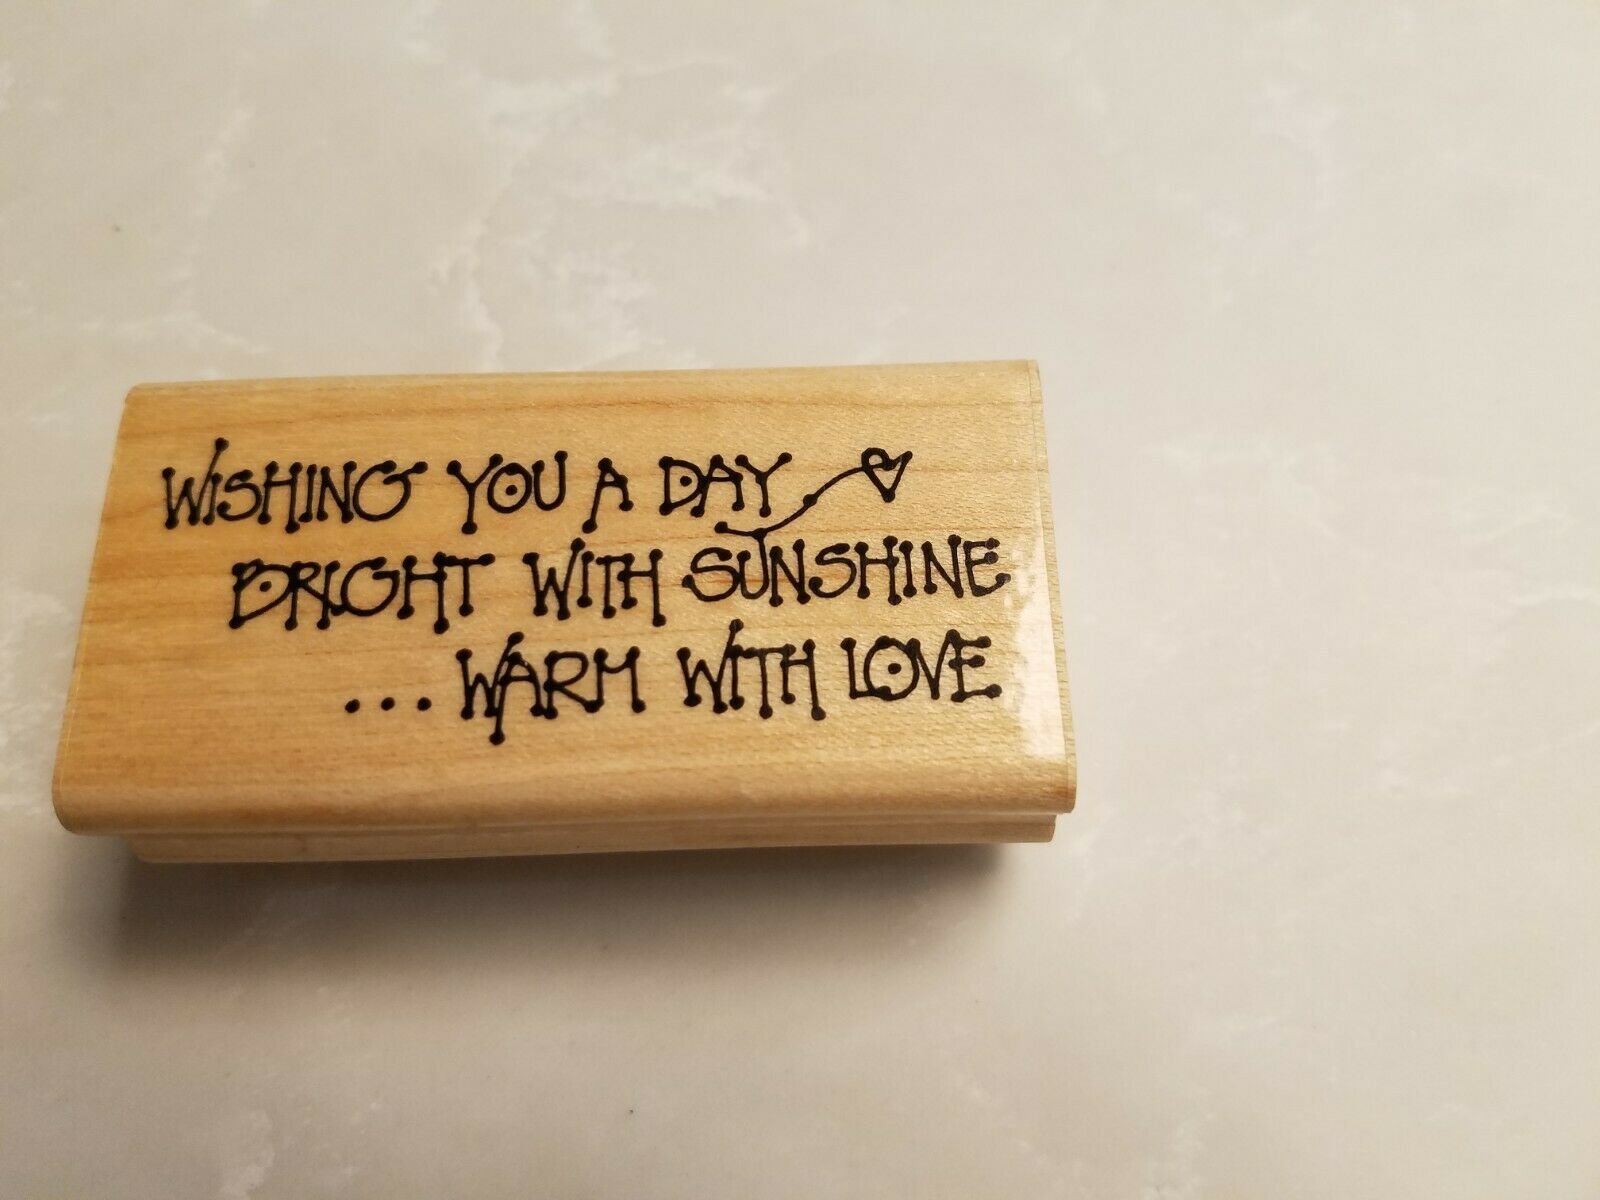 WISHING YOU A DAY
BRIGHT WITH SUNSHINE
...WARM WITH LOVE